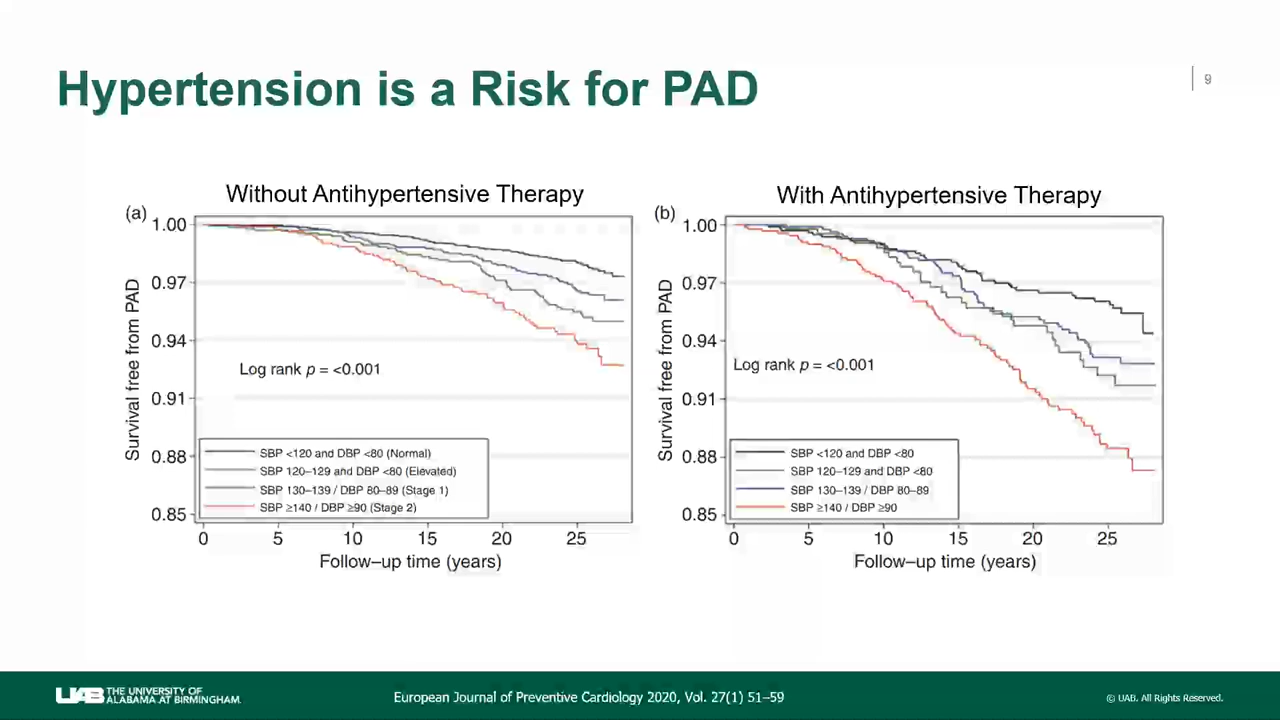 Hypertension is a Risk for PAD
9
Without Antihypertensive Therapy
(a)
1.00
0.97
0.94
0.91
0.88
0.85
Survival free from PAD
Log rank p = <0.001
SBP <120 and DBP <80 (Normal)
SBP 120–129 and DBP <80 (Elevated)
SBP 130–139 / DBP 80–89 (Stage 1)
SBP ≥140 / DBP ≥90 (Stage 2)
0 5 10 15 20 25
Follow–up time (years)
With Antihypertensive Therapy
(b)
1.00
0.97
0.94
0.91
0.88
0.85
Survival free from PAD
Log rank p = <0.001
SBP <120 and DBP <80
SBP 120–129 and DBP <80
SBP 130–139 / DBP 80–89
SBP ≥140 / DBP ≥90
0 5 10 15 20 25
Follow–up time (years)
UAB THE UNIVERSITY OF
ALABAMA AT BIRMINGHAM.
European Journal of Preventive Cardiology 2020, Vol. 27(1) 51–59
© UAB. All Rights Reserved.